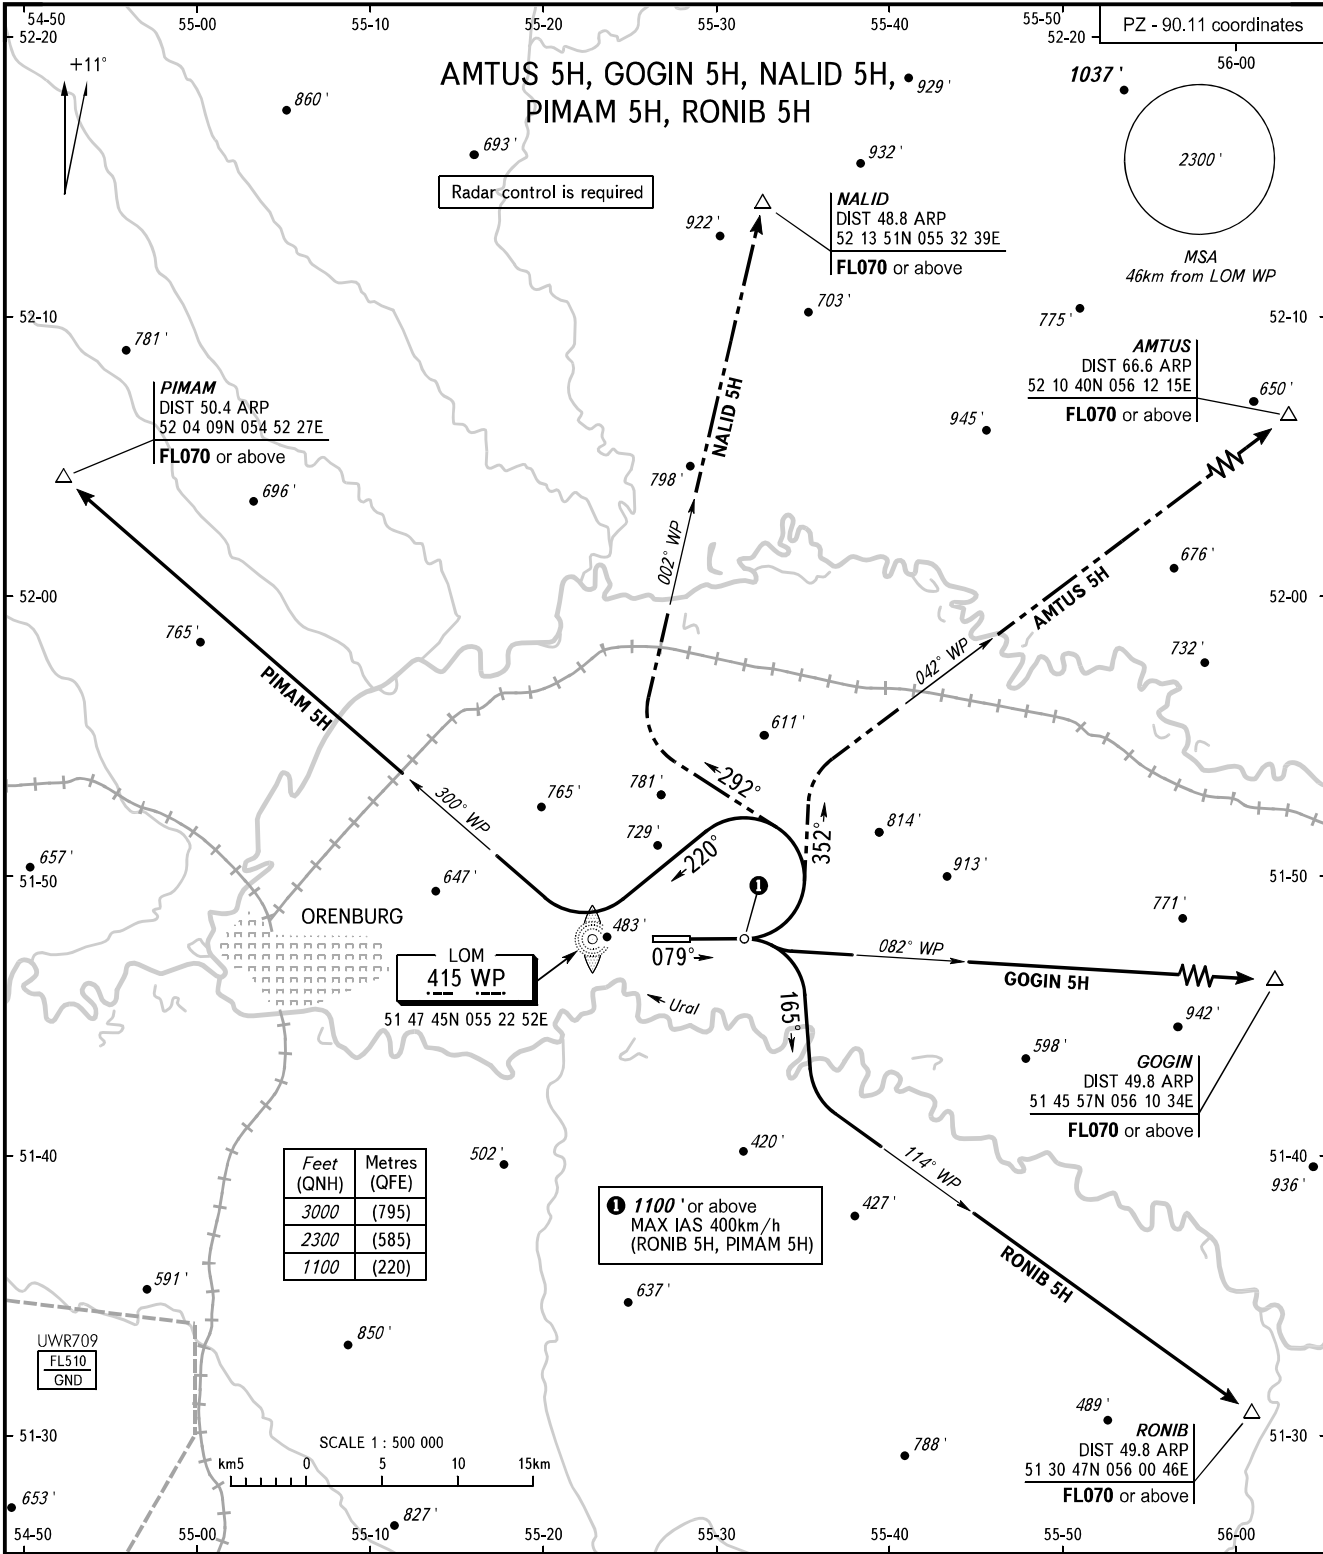 54-50
55-00
55-10
55-20
55-30
55-40
55-50
52-20
52-20
PZ - 90.11 coordinates
56-00
+11°
AMTUS 5H, GOGIN 5H, NALID 5H,
PIMAM 5H, RONIB 5H
Radar control is required
860 '
693 '
929 '
932 '
1037 '
2300 '
MSA
46km from LOM WP
NALID
DIST 48.8 ARP
52 13 51N 055 32 39E
FL070 or above
922 '
703 '
775 '
52-10
52-10
781 '
PIMAM
DIST 50.4 ARP
52 04 09N 054 52 27E
FL070 or above
AMTUS
DIST 66.6 ARP
52 10 40N 056 12 15E
FL070 or above
650 '
945 '
NALID 5H
798 '
696 '
002° WP
676 '
AMTUS 5H
52-00
52-00
765 '
732 '
042° WP
PIMAM 5H
611 '
292°
781 '
765 '
300° WP
729 '
220°
352°
814 '
913 '
657 '
647 '
51-50
51-50
1
771 '
ORENBURG
483 '
079°
082° WP
GOGIN 5H
LOM
415 WP
51 47 45N 055 22 52E
Ural
165°
942 '
598 '
GOGIN
DIST 49.8 ARP
51 45 57N 056 10 34E
FL070 or above
420 '
502 '
51-40
51-40
936 '
114° WP
Feet
(QNH)
Metres
(QFE)
3000
(795)
2300
(585)
1100
(220)
1 1100 ' or above
MAX IAS 400km/h
(RONIB 5H, PIMAM 5H)
427 '
RONIB 5H
591 '
637 '
850 '
UWR709
FL510
GND
489 '
RONIB
DIST 49.8 ARP
51 30 47N 056 00 46E
FL070 or above
51-30
51-30
788 '
SCALE 1 : 500 000
km5
0
5
10
15km
653 '
827 '
54-50
55-00
55-10
55-20
55-30
55-40
55-50
56-00